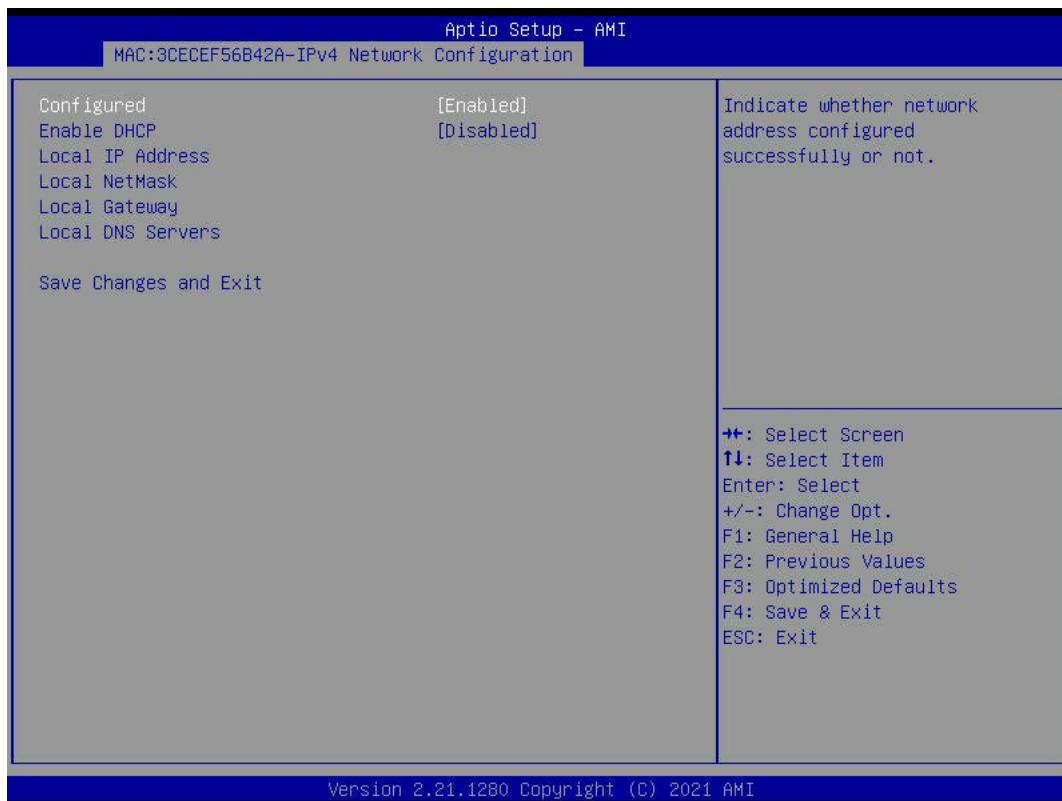 Aptio Setup – AMI
MAC:3CECEF56B42A-IPv4 Network Configuration
Configured [Enabled]
Enable DHCP [Disabled]
Local IP Address
Local NetMask
Local Gateway
Local DNS Servers
Save Changes and Exit
Indicate whether network
address configured
successfully or not.
→←: Select Screen
↑↓: Select Item
Enter: Select
+/-: Change Opt.
F1: General Help
F2: Previous Values
F3: Optimized Defaults
F4: Save & Exit
ESC: Exit
Version 2.21.1280 Copyright (C) 2021 AMI